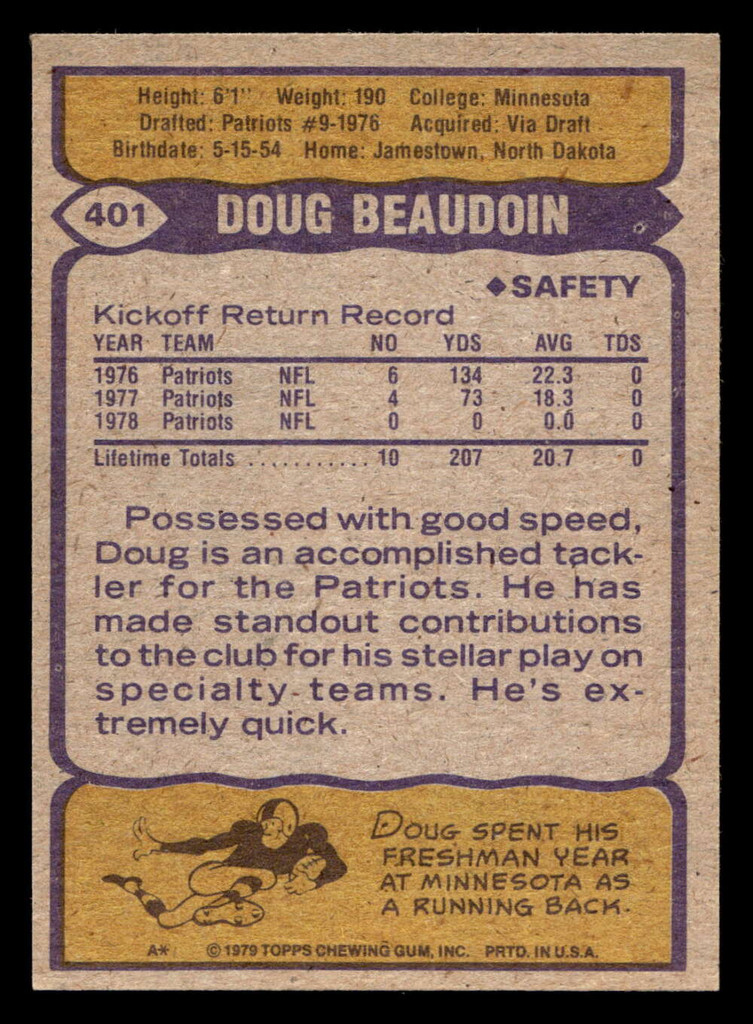 Height: 6'1" Weight: 190 College: Minnesota
Drafted: Patriots #9-1976 Acquired: Via Draft
Birthdate: 5-15-54 Home: Jamestown, North Dakota
401 DOUG BEAUDOIN
◆SAFETY
Kickoff Return Record
YEAR TEAM NO YDS AVG TDS
1976 Patriots NFL 6 134 22.3 0
1977 Patriots NFL 4 73 18.3 0
1978 Patriots NFL 0 0 0.0 0
Lifetime Totals ........... 10 207 20.7 0
Possessed with good speed,
Doug is an accomplished tack-
ler for the Patriots. He has
made standout contributions
to the club for his stellar play on
specialty teams. He's ex-
tremely quick.
DOUG SPENT HIS
FRESHMAN YEAR
AT MINNESOTA AS
A RUNNING BACK.
A* © 1979 TOPPS CHEWING GUM, INC. PRTD. IN U.S.A.